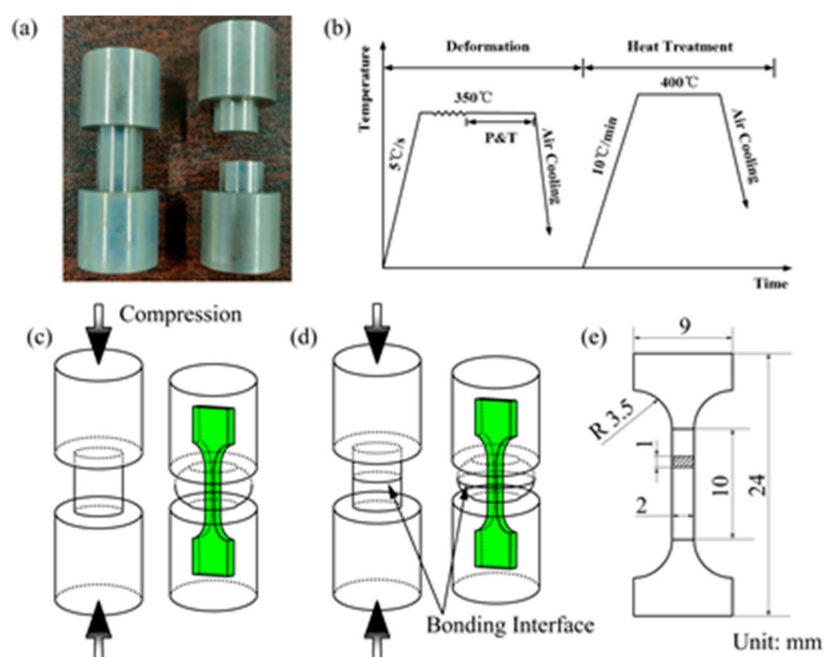 (a)
(b)
Deformation
Heat Treatment
Temperature
350℃
400℃
P&T
5℃/s
Air Cooling
10℃/min
Air Cooling
Time
(c)
Compression
(d)
(e)
9
R 3.5
1
2
10
24
Bonding Interface
Unit: mm